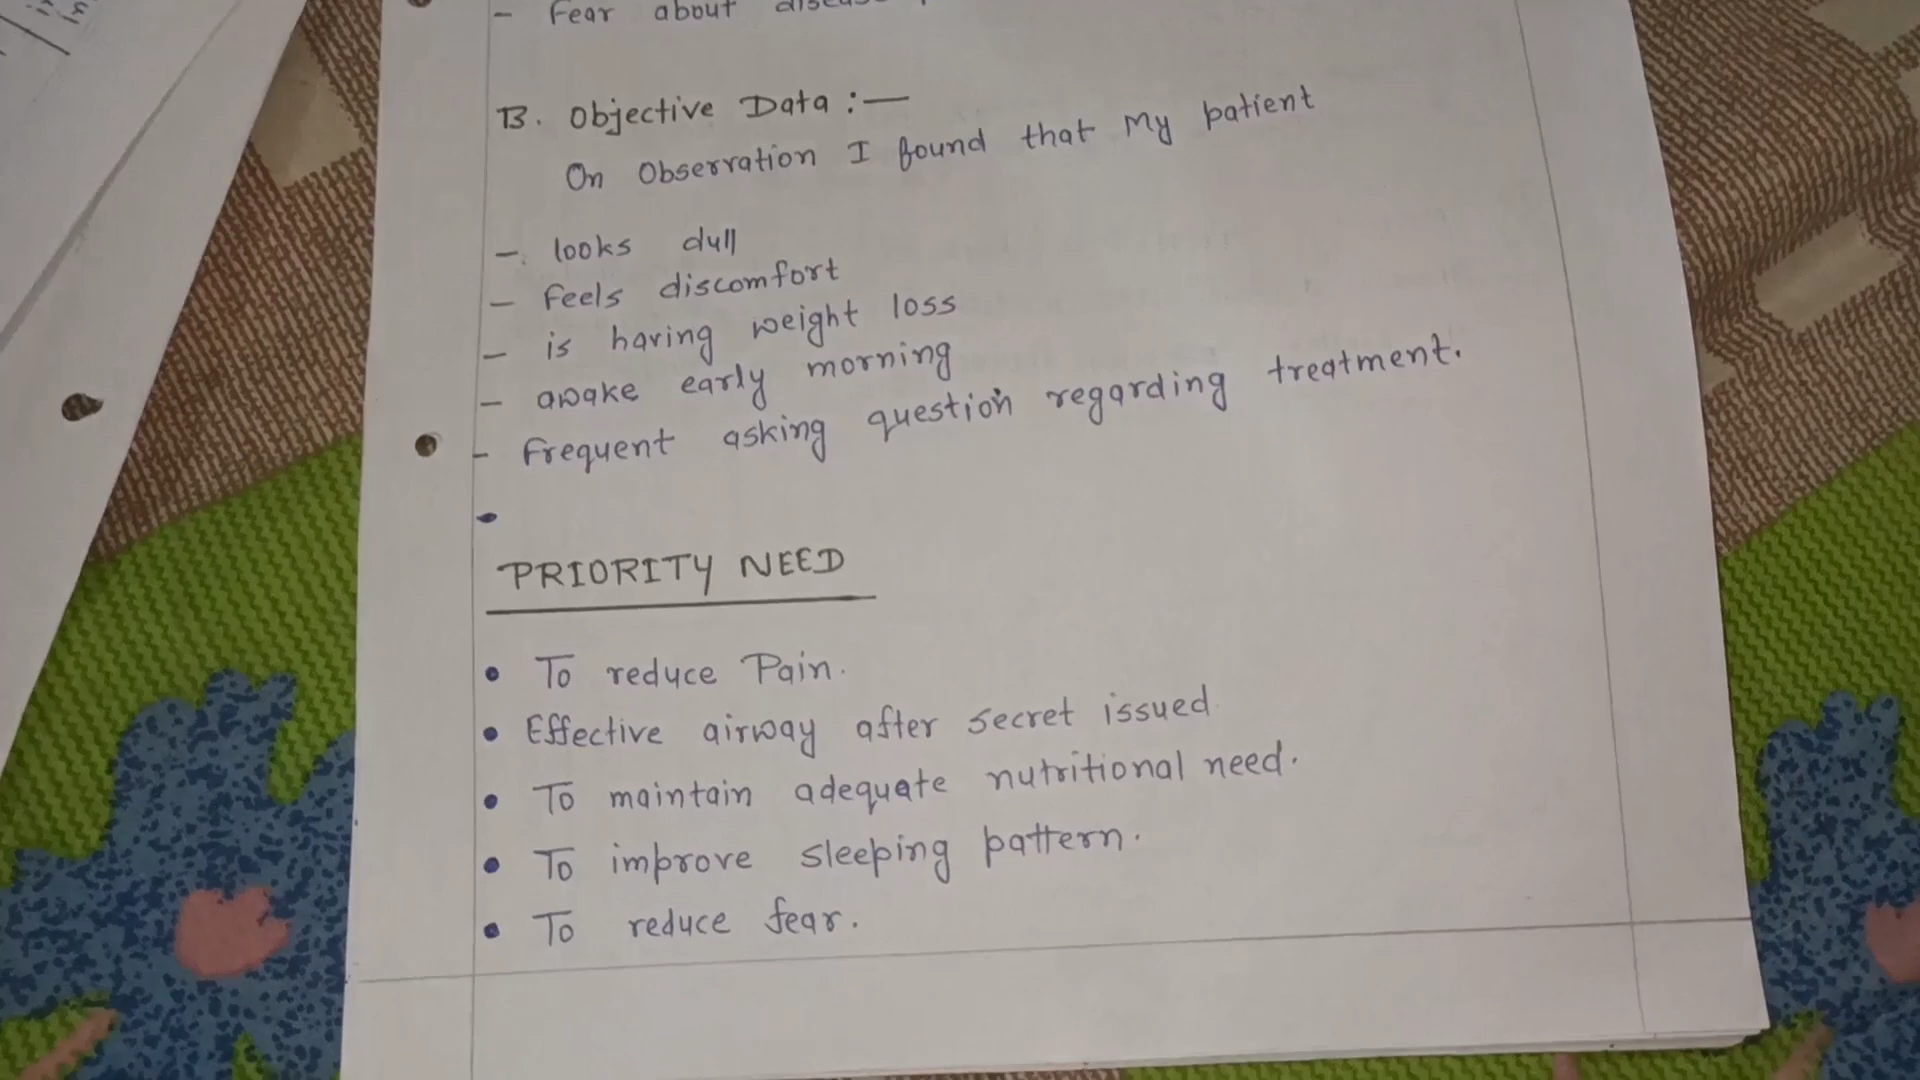 - Fear about
B. Objective Data :—
On Obserration I found that My patient
- looks dull
- Feels discomfort
- is having weight loss
- awake early morning
- Frequent asking question regarding treatment.
PRIORITY NEED
• To reduce Pain.
• Effective airway after secret issued.
• To maintain adequate nutritional need.
• To improve sleeping pattern.
• To reduce fear.